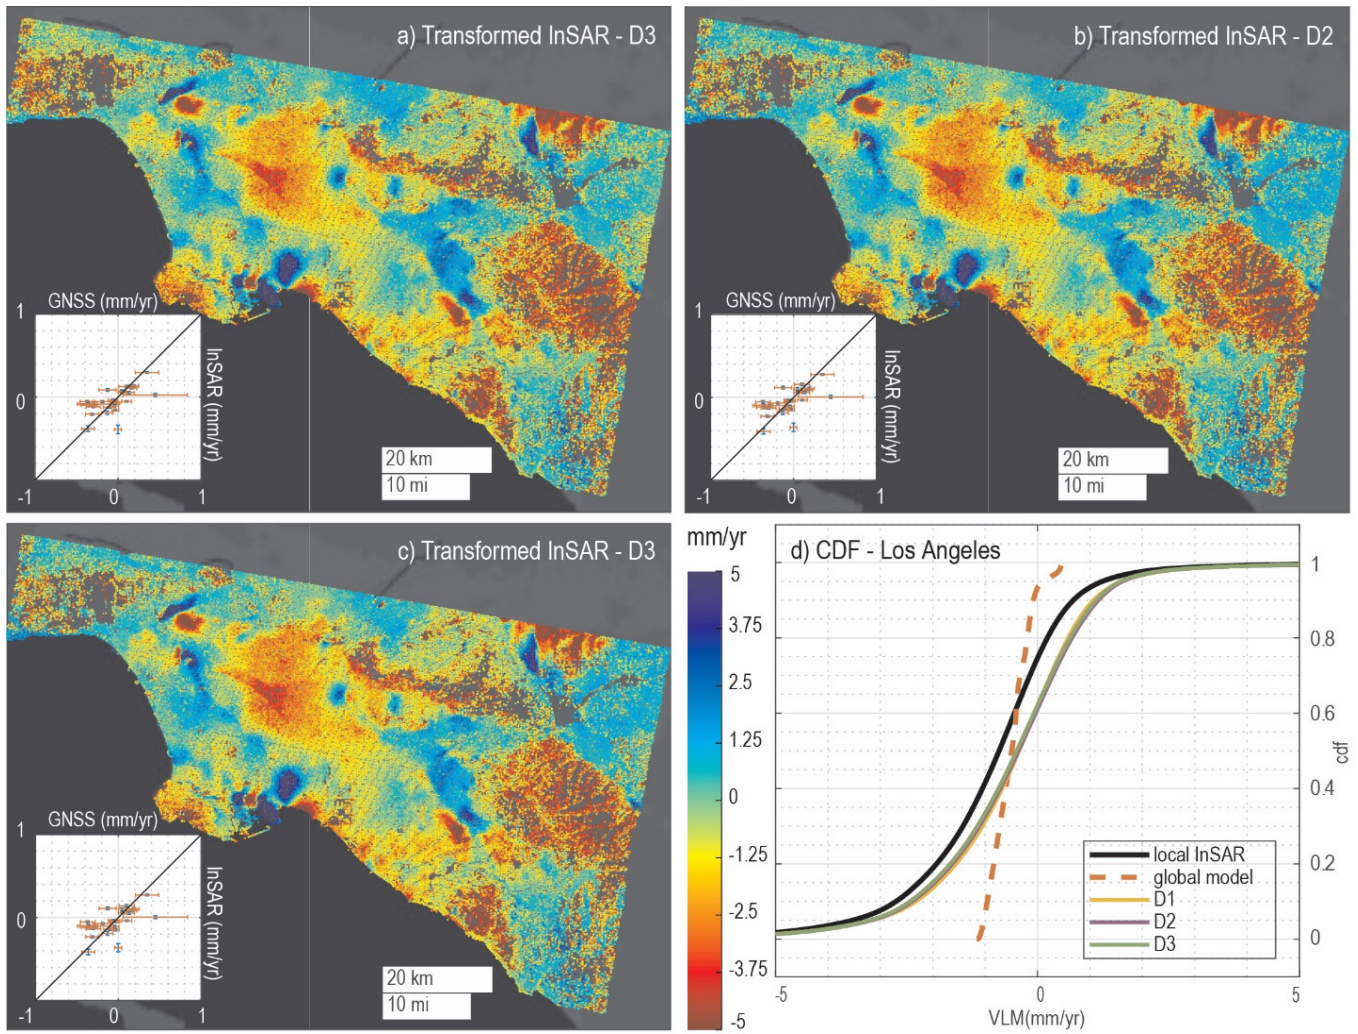 a) Transformed InSAR - D3
GNSS (mm/yr)
1
InSAR (mm/yr)
0
-1 0 1
20 km
10 mi
b) Transformed InSAR - D2
GNSS (mm/yr)
1
InSAR (mm/yr)
0
-1 0 1
20 km
10 mi
c) Transformed InSAR - D3
GNSS (mm/yr)
1
InSAR (mm/yr)
0
-1 0 1
20 km
10 mi
mm/yr
5
3.75
2.5
1.25
0
-1.25
-2.5
-3.75
-5
d) CDF - Los Angeles
1
0.8
0.6
0.4
0.2
0
cdf
local InSAR
global model
D1
D2
D3
-5 0 5
VLM(mm/yr)